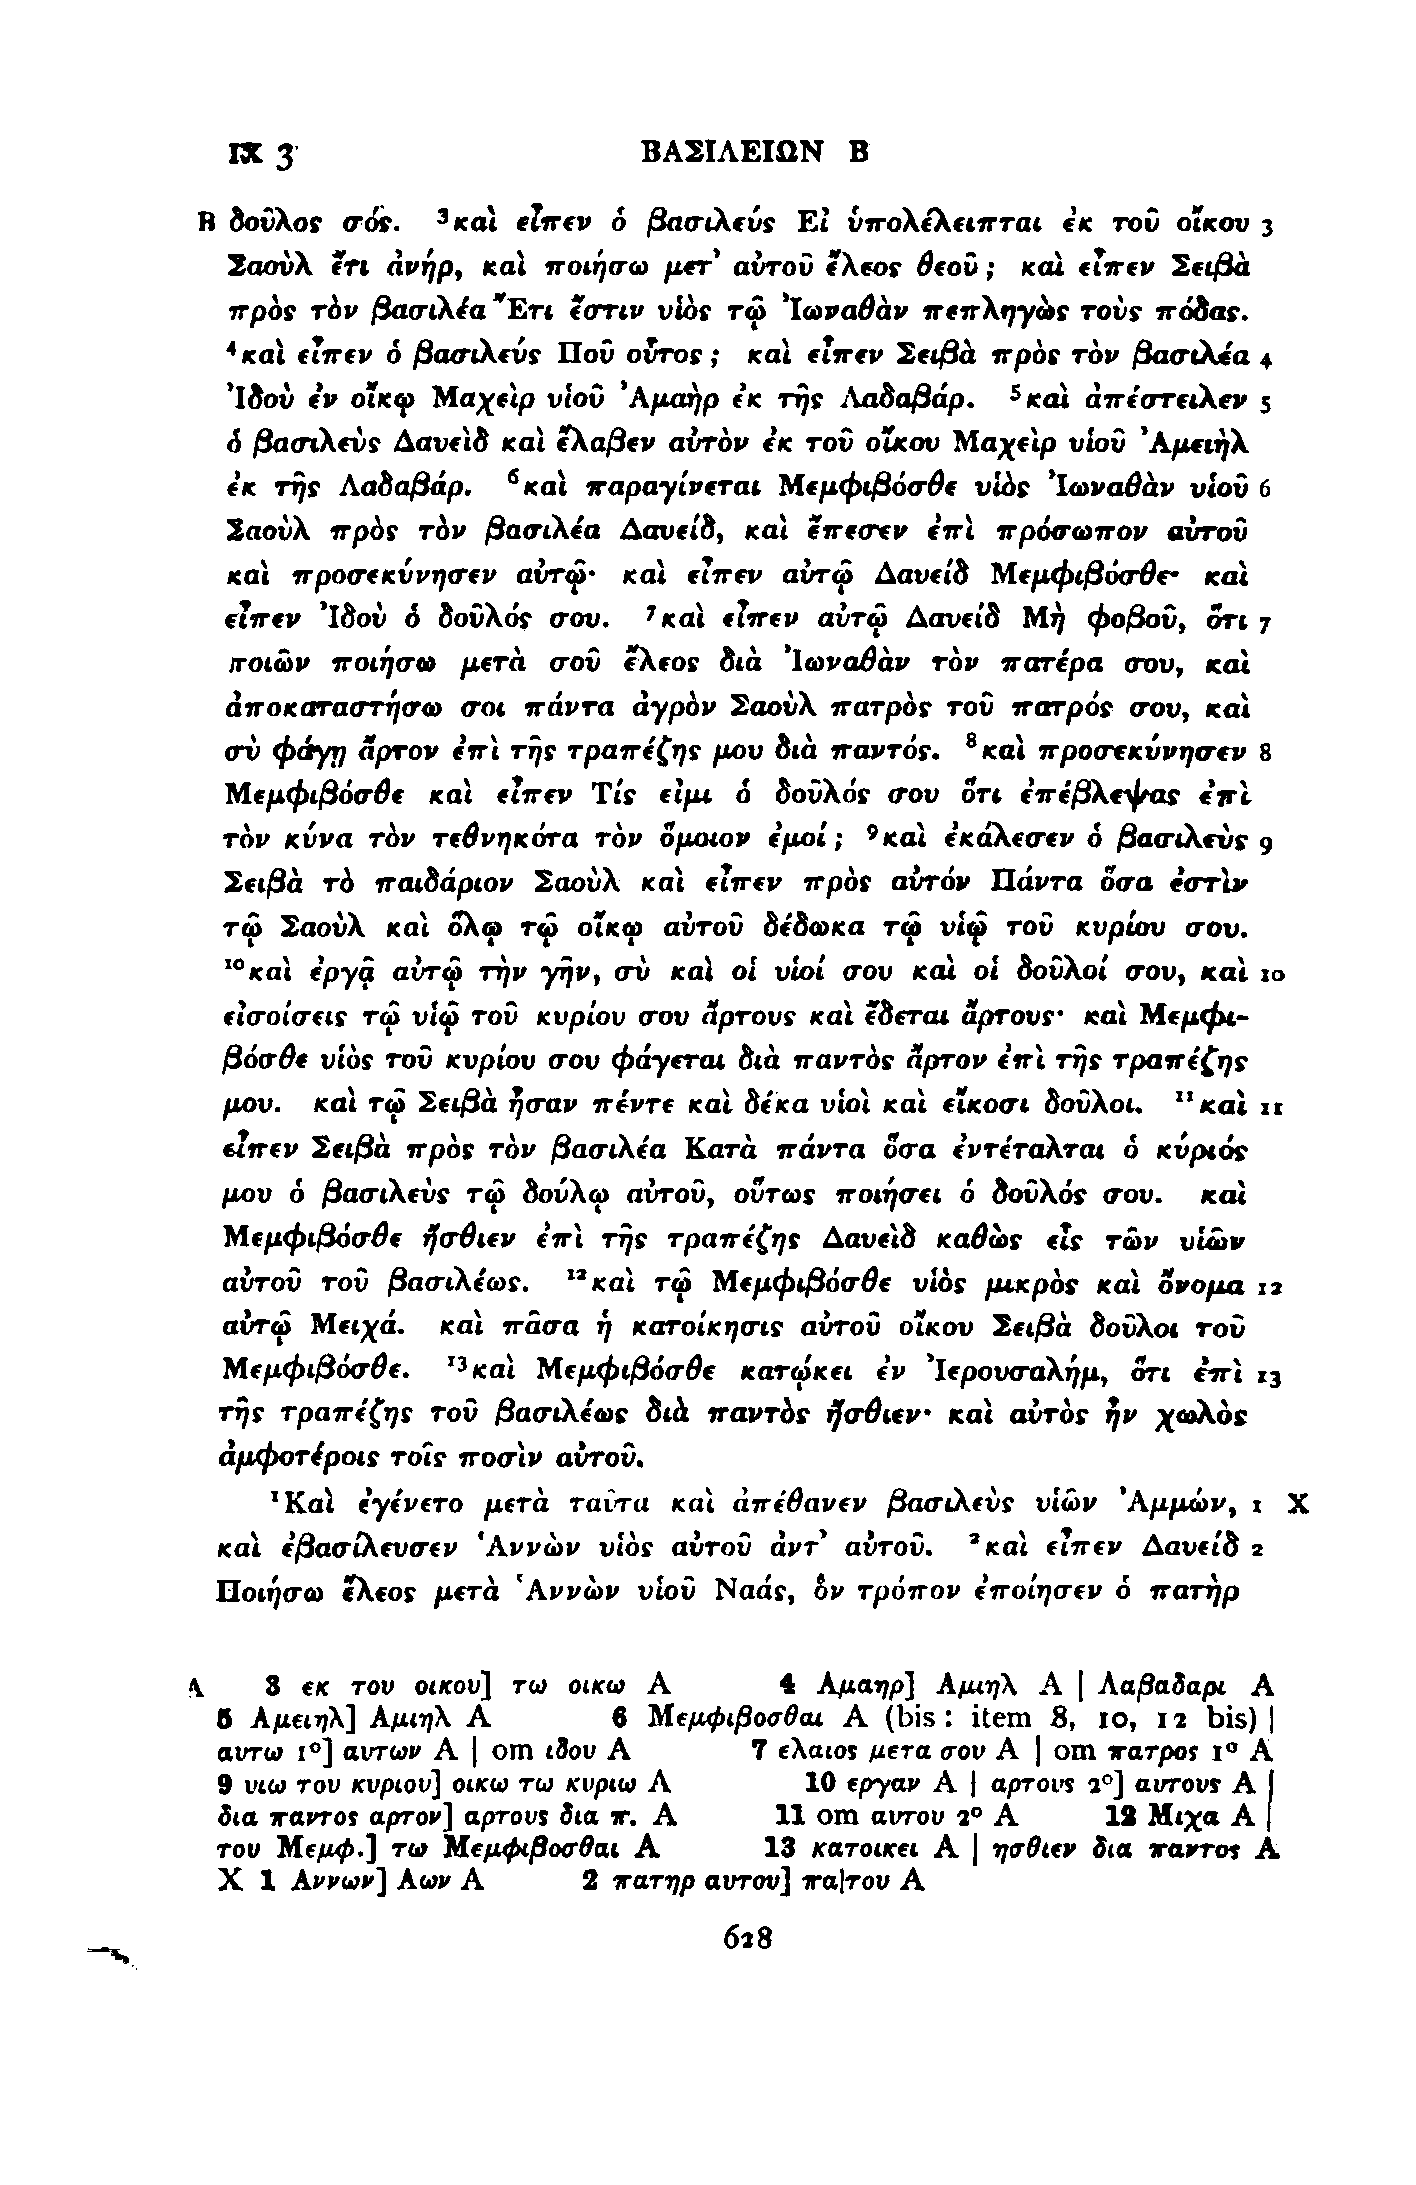 IX 3 ΒΑΣΙΛΕΙΩΝ Β
B δοῦλος σός. ³καὶ εἶπεν ὁ βασιλεύς Εἰ ὑπολέλειπται ἐκ τοῦ οἴκου 3
Σαοὺλ ἔτι ἀνήρ, καὶ ποιήσω μετ’ αὐτοῦ ἔλεος θεοῦ; καὶ εἶπεν Σειβὰ
πρὸς τὸν βασιλέα Ἔτι ἔστιν υἱὸς τῷ Ἰωναθὰν πεπληγὼς τοὺς πόδας.
⁴καὶ εἶπεν ὁ βασιλεύς Ποῦ οὗτος; καὶ εἶπεν Σειβὰ πρὸς τὸν βασιλέα 4
Ἰδοὺ ἐν οἴκῳ Μαχεὶρ υἱοῦ Ἀμαὴρ ἐκ τῆς Λαδαβάρ. ⁵καὶ ἀπέστειλεν 5
ὁ βασιλεὺς Δαυεὶδ καὶ ἔλαβεν αὐτὸν ἐκ τοῦ οἴκου Μαχεὶρ υἱοῦ Ἀμειὴλ
ἐκ τῆς Λαδαβάρ. ⁶καὶ παραγίνεται Μεμφιβόσθε υἱὸς Ἰωναθὰν υἱοῦ 6
Σαοὺλ πρὸς τὸν βασιλέα Δαυείδ, καὶ ἔπεσεν ἐπὶ πρόσωπον αὐτοῦ
καὶ προσεκύνησεν αὐτῷ· καὶ εἶπεν αὐτῷ Δαυείδ Μεμφιβόσθε· καὶ
εἶπεν Ἰδοὺ ὁ δοῦλός σου. ⁷καὶ εἶπεν αὐτῷ Δαυείδ Μὴ φοβοῦ, ὅτι 7
ποιῶν ποιήσω μετὰ σοῦ ἔλεος διὰ Ἰωναθὰν τὸν πατέρα σου, καὶ
ἀποκαταστήσω σοι πάντα ἀγρὸν Σαοὺλ πατρὸς τοῦ πατρός σου, καὶ
σὺ φάγῃ ἄρτον ἐπὶ τῆς τραπέζης μου διὰ παντός. ⁸καὶ προσεκύνησεν 8
Μεμφιβόσθε καὶ εἶπεν Τίς εἰμι ὁ δοῦλός σου ὅτι ἐπέβλεψας ἐπὶ
τὸν κύνα τὸν τεθνηκότα τὸν ὅμοιον ἐμοί; ⁹καὶ ἐκάλεσεν ὁ βασιλεὺς 9
Σειβὰ τὸ παιδάριον Σαοὺλ καὶ εἶπεν πρὸς αὐτόν Πάντα ὅσα ἐστὶν
τῷ Σαοὺλ καὶ ὅλῳ τῷ οἴκῳ αὐτοῦ δέδωκα τῷ υἱῷ τοῦ κυρίου σου.
¹⁰καὶ ἐργᾷ αὐτῷ τὴν γῆν, σὺ καὶ οἱ υἱοί σου καὶ οἱ δοῦλοί σου, καὶ 10
εἰσοίσεις τῷ υἱῷ τοῦ κυρίου σου ἄρτους καὶ ἔδεται ἄρτους· καὶ Μεμφι-
βόσθε υἱὸς τοῦ κυρίου σου φάγεται διὰ παντὸς ἄρτον ἐπὶ τῆς τραπέζης
μου. καὶ τῷ Σειβὰ ἦσαν πέντε καὶ δέκα υἱοὶ καὶ εἴκοσι δοῦλοι. ¹¹καὶ 11
εἶπεν Σειβὰ πρὸς τὸν βασιλέα Κατὰ πάντα ὅσα ἐντέταλται ὁ κύριός
μου ὁ βασιλεὺς τῷ δούλῳ αὐτοῦ, οὕτως ποιήσει ὁ δοῦλός σου. καὶ
Μεμφιβόσθε ἤσθιεν ἐπὶ τῆς τραπέζης Δαυεὶδ καθὼς εἷς τῶν υἱῶν
αὐτοῦ τοῦ βασιλέως. ¹²καὶ τῷ Μεμφιβόσθε υἱὸς μικρὸς καὶ ὄνομα 12
αὐτῷ Μειχά. καὶ πᾶσα ἡ κατοίκησις αὐτοῦ οἴκου Σειβὰ δοῦλοι τοῦ
Μεμφιβόσθε. ¹³καὶ Μεμφιβόσθε κατῴκει ἐν Ἰερουσαλήμ, ὅτι ἐπὶ 13
τῆς τραπέζης τοῦ βασιλέως διὰ παντὸς ἤσθιεν· καὶ αὐτὸς ἦν χωλὸς
ἀμφοτέροις τοῖς ποσὶν αὐτοῦ.
¹Καὶ ἐγένετο μετὰ ταῦτα καὶ ἀπέθανεν βασιλεὺς υἱῶν Ἀμμών, 1 X
καὶ ἐβασίλευσεν Ἁννὼν υἱὸς αὐτοῦ ἀντ’ αὐτοῦ. ²καὶ εἶπεν Δαυείδ 2
Ποιήσω ἔλεος μετὰ Ἁννὼν υἱοῦ Ναάς, ὃν τρόπον ἐποίησεν ὁ πατὴρ
A 3 εκ του οικου] τω οικω A 4 Αμαηρ] Αμιηλ A | Λαβαδαρι A
5 Αμειηλ] Αμιηλ A 6 Μεμφιβοσθαι A (bis: item 8, 10, 12 bis) |
αυτω 1°] αυτων A | om ιδου A 7 ελαιος μετα σου A | om πατρος 1° A
9 υιω του κυριου] οικω τω κυριω A 10 εργαν A | αρτους 2°] αυτους A |
δια παντος αρτον] αρτους δια π. A 11 om αυτου 2° A 12 Μιχα A |
του Μεμφ.] τω Μεμφιβοσθαι A 13 κατοικει A | ησθιεν δια παντος A
X 1 Αννων] Αων A 2 πατηρ αυτου] πα|του A
628